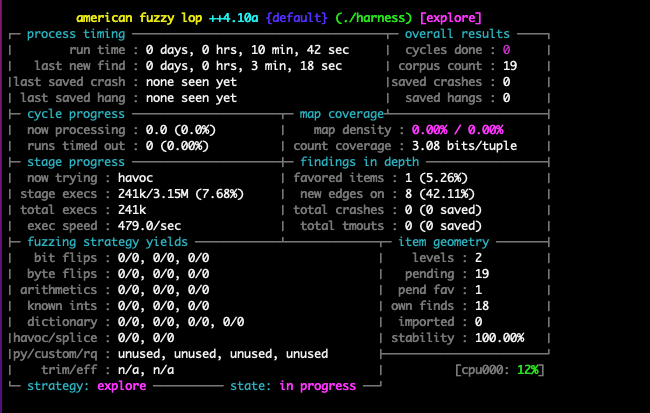 american fuzzy lop ++4.10a {default} (./harness) [explore]
process timing overall results
run time : 0 days, 0 hrs, 10 min, 42 sec cycles done : 0
last new find : 0 days, 0 hrs, 3 min, 18 sec corpus count : 19
last saved crash : none seen yet saved crashes : 0
last saved hang : none seen yet saved hangs : 0
cycle progress map coverage
now processing : 0.0 (0.0%) map density : 0.00% / 0.00%
runs timed out : 0 (0.00%) count coverage : 3.08 bits/tuple
stage progress findings in depth
now trying : havoc favored items : 1 (5.26%)
stage execs : 241k/3.15M (7.68%) new edges on : 8 (42.11%)
total execs : 241k total crashes : 0 (0 saved)
exec speed : 479.0/sec total tmouts : 0 (0 saved)
fuzzing strategy yields item geometry
bit flips : 0/0, 0/0, 0/0 levels : 2
byte flips : 0/0, 0/0, 0/0 pending : 19
arithmetics : 0/0, 0/0, 0/0 pend fav : 1
known ints : 0/0, 0/0, 0/0 own finds : 18
dictionary : 0/0, 0/0, 0/0, 0/0 imported : 0
havoc/splice : 0/0, 0/0 stability : 100.00%
py/custom/rq : unused, unused, unused, unused
trim/eff : n/a, n/a [cpu000: 12%]
strategy: explore state: in progress